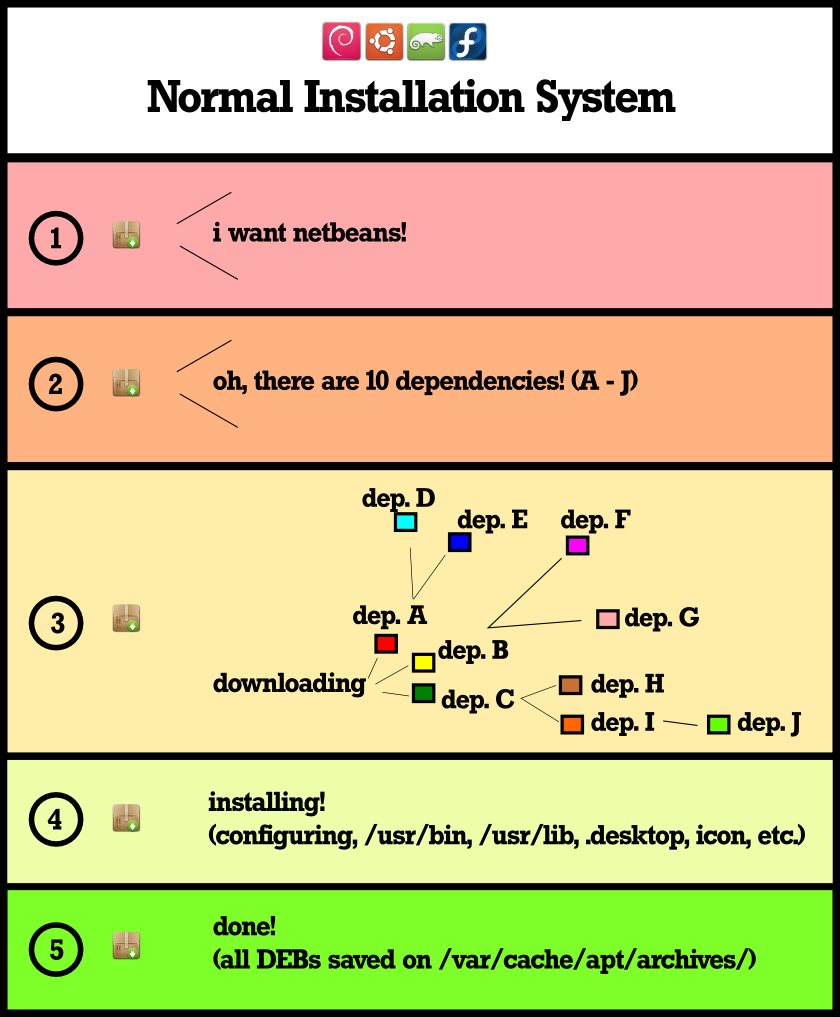 Normal Installation System
1
i want netbeans!
2
oh, there are 10 dependencies! (A - J)
3
dep. D
dep. E
dep. F
dep. A
dep. G
dep. B
downloading
dep. C
dep. H
dep. I
dep. J
4
installing!
(configuring, /usr/bin, /usr/lib, .desktop, icon, etc.)
5
done!
(all DEBs saved on /var/cache/apt/archives/)